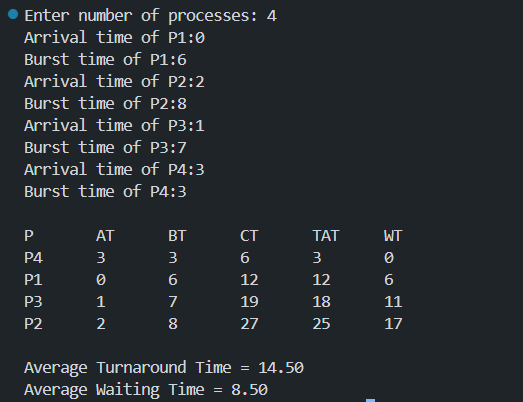 Enter number of processes: 4
Arrival time of P1:0
Burst time of P1:6
Arrival time of P2:2
Burst time of P2:8
Arrival time of P3:1
Burst time of P3:7
Arrival time of P4:3
Burst time of P4:3
P AT BT CT TAT WT
P4 3 3 6 3 0
P1 0 6 12 12 6
P3 1 7 19 18 11
P2 2 8 27 25 17
Average Turnaround Time = 14.50
Average Waiting Time = 8.50